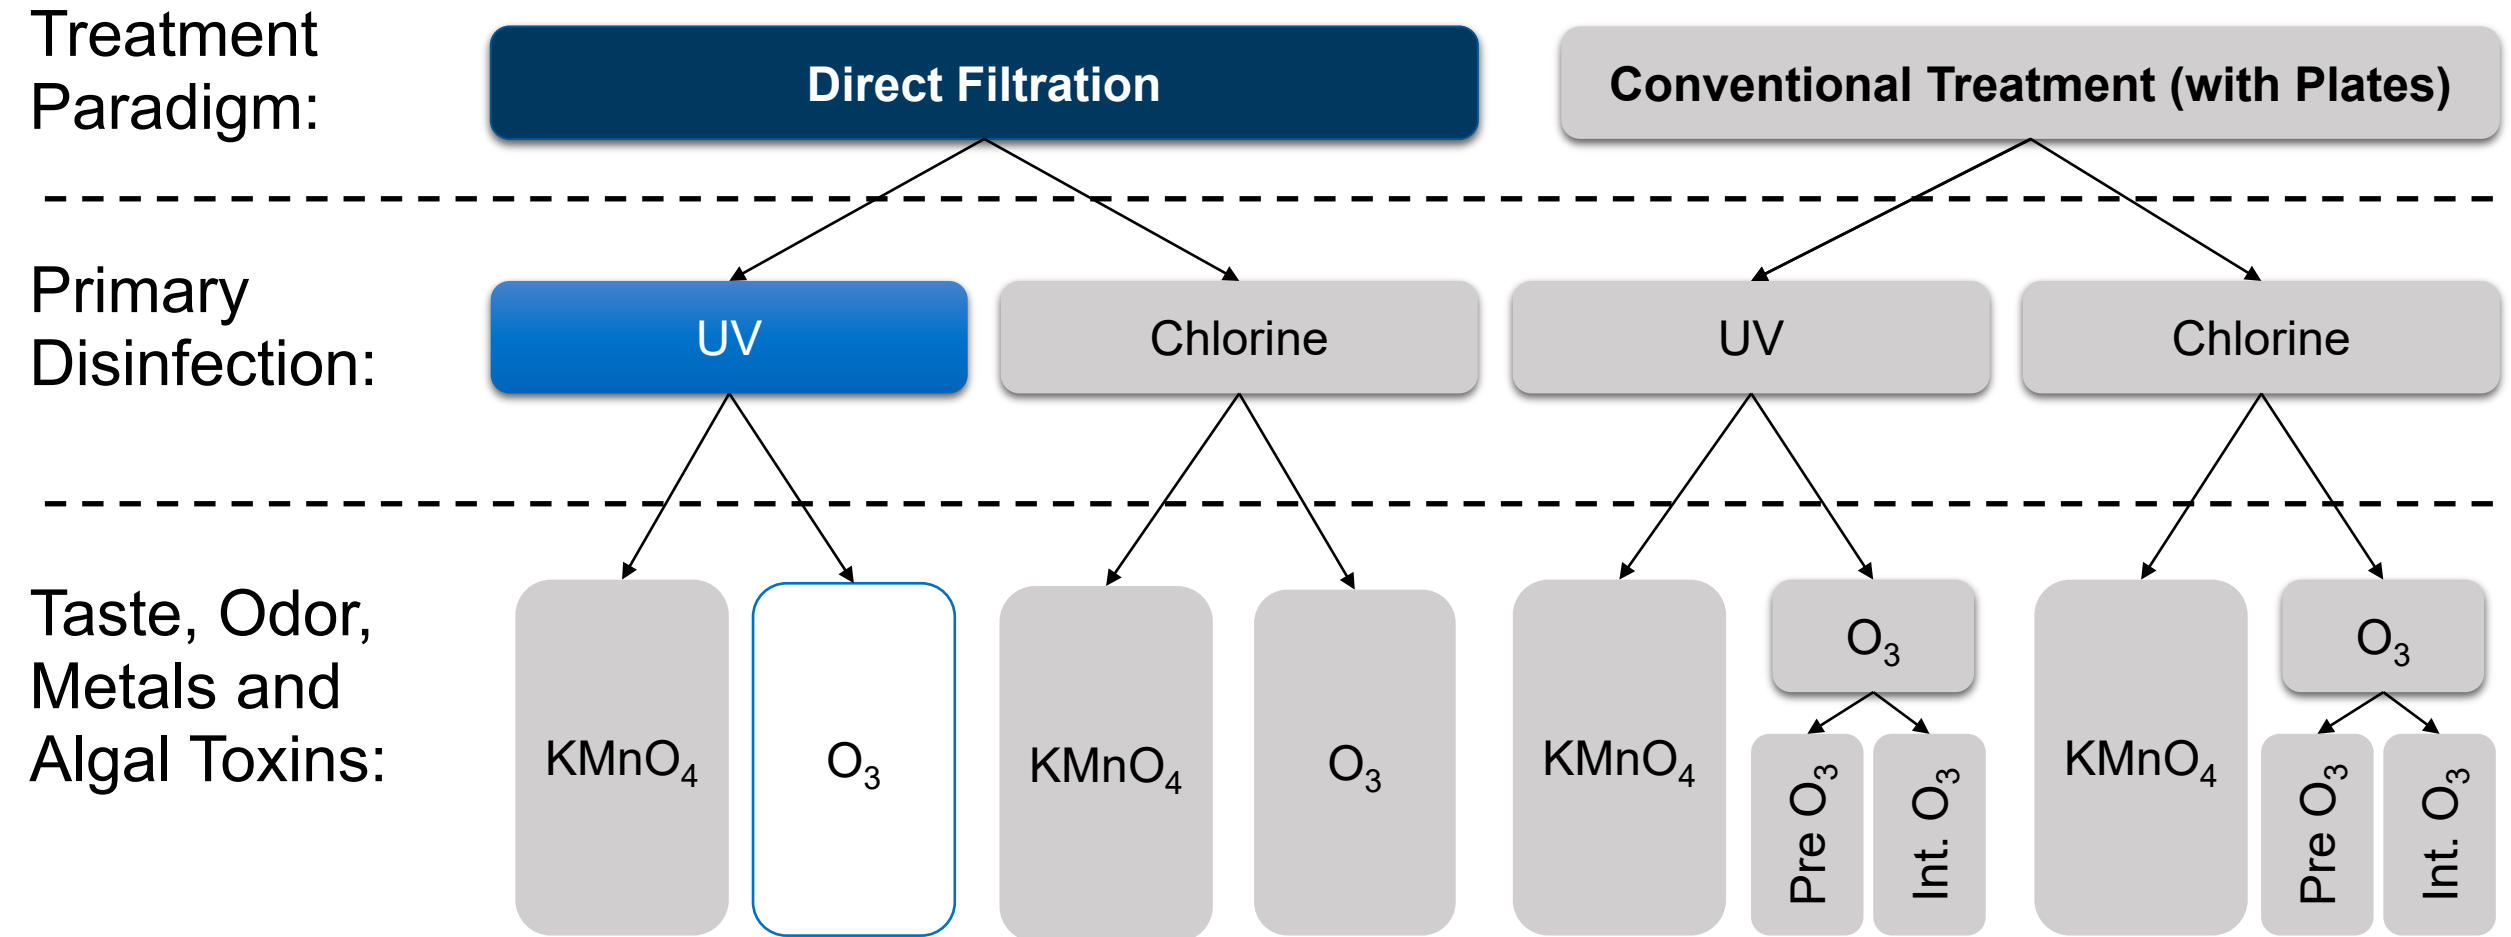 Treatment
Paradigm:
Direct Filtration
Conventional Treatment (with Plates)
Primary
Disinfection:
UV
Chlorine
UV
Chlorine
Taste, Odor,
Metals and
Algal Toxins:
KMnO₄
O₃
KMnO₄
O₃
KMnO₄
O₃
Pre O₃
Int. O₃
KMnO₄
O₃
Pre O₃
Int. O₃